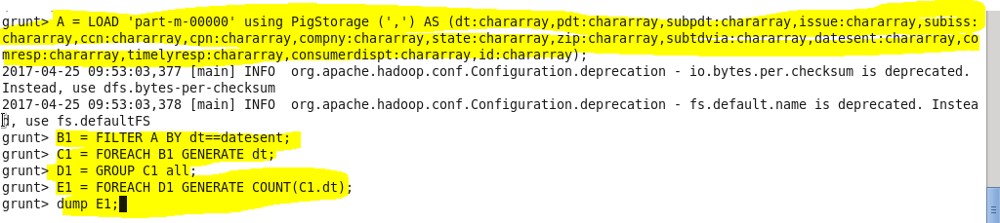 grunt> A = LOAD 'part-m-00000' using PigStorage (',') AS (dt:chararray,pdt:chararray,subpdt:chararray,issue:chararray,subiss:
chararray,ccn:chararray,cpn:chararray,compny:chararray,state:chararray,zip:chararray,subtdvia:chararray,datesent:chararray,co
mresp:chararray,timelyresp:chararray,consumerdispt:chararray,id:chararray);
2017-04-25 09:53:03,377 [main] INFO  org.apache.hadoop.conf.Configuration.deprecation - io.bytes.per.checksum is deprecated.
Instead, use dfs.bytes-per-checksum
2017-04-25 09:53:03,378 [main] INFO  org.apache.hadoop.conf.Configuration.deprecation - fs.default.name is deprecated. Instea
d, use fs.defaultFS
grunt> B1 = FILTER A BY dt==datesent;
grunt> C1 = FOREACH B1 GENERATE dt;
grunt> D1 = GROUP C1 all;
grunt> E1 = FOREACH D1 GENERATE COUNT(C1.dt);
grunt> dump E1;